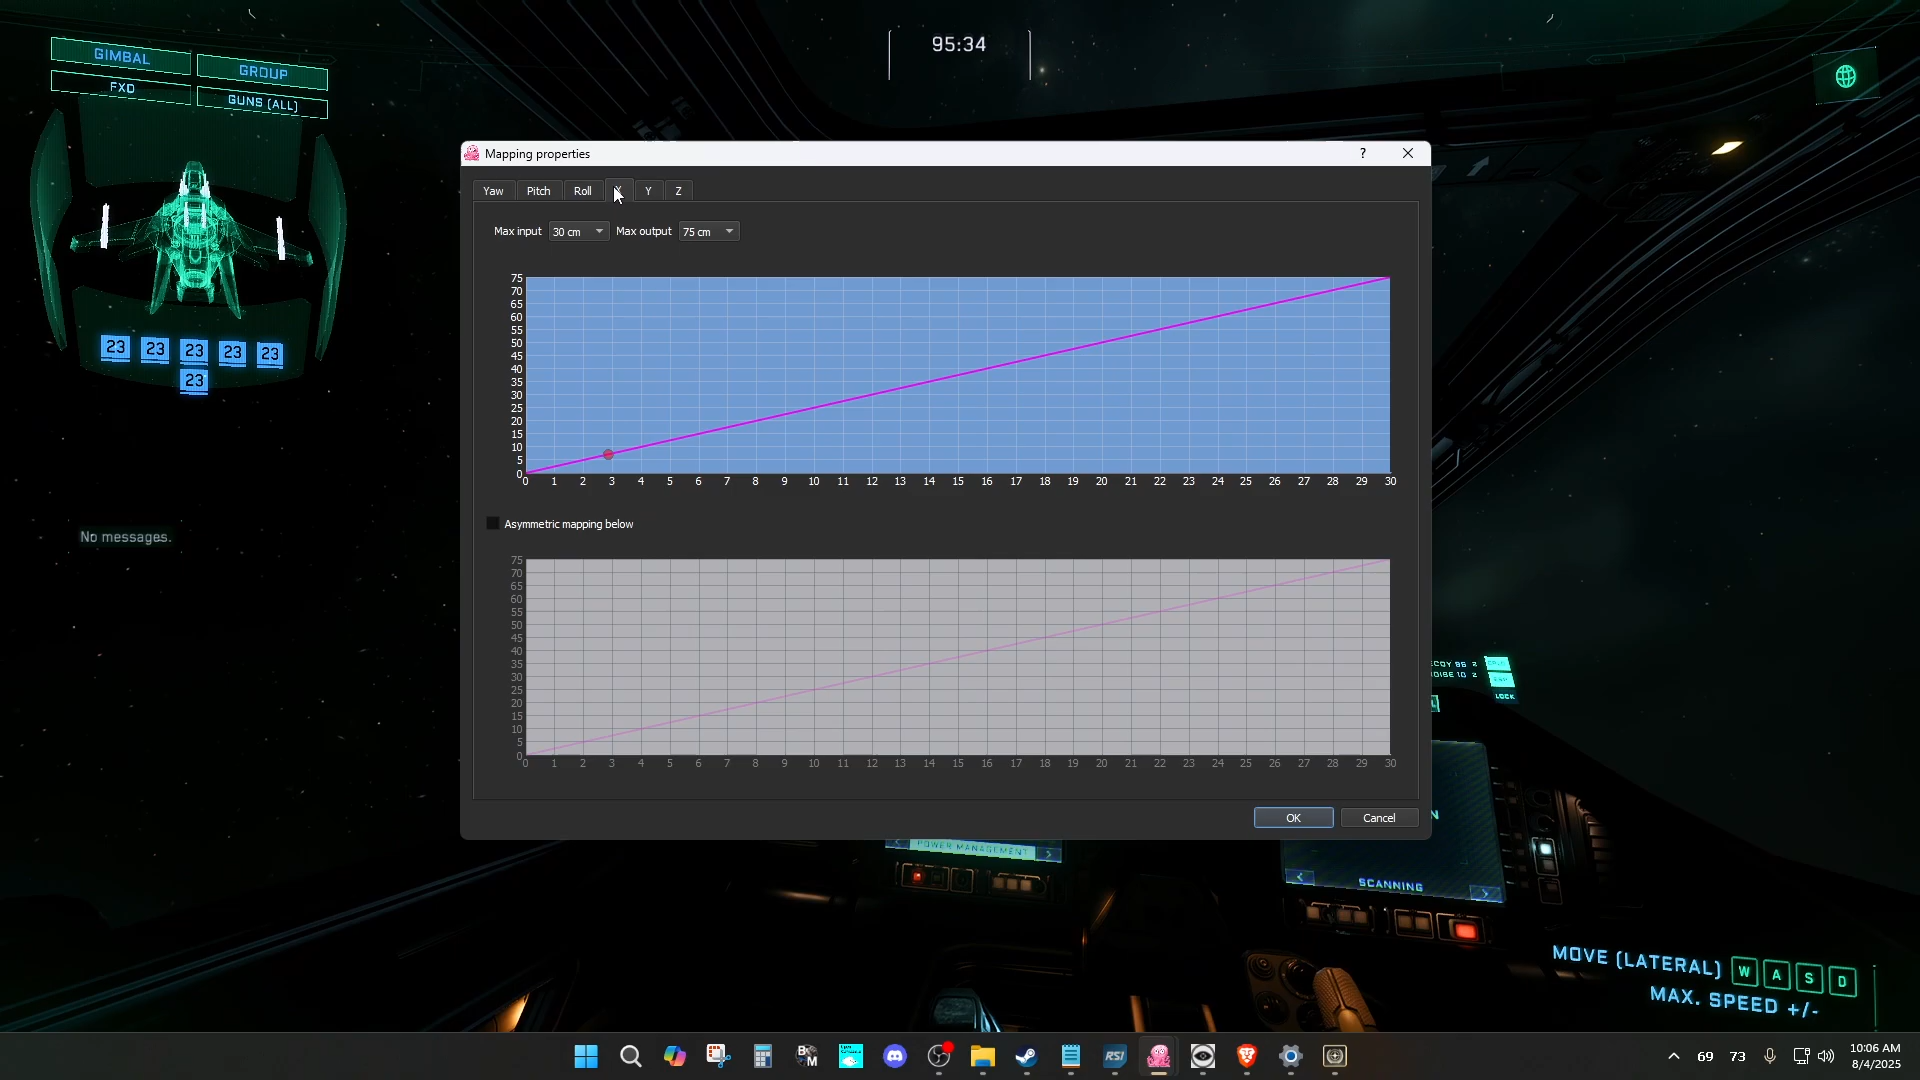 95:34
GIMBAL
GROUP
FXD
GUNS (ALL)
23 23 23 23 23
23
No messages.
Mapping properties
?
Yaw Pitch Roll Y Z
Max input 30 cm Max output 75 cm
75
70
65
60
55
50
45
40
35
30
25
20
15
10
5
0
0 1 2 3 4 5 6 7 8 9 10 11 12 13 14 15 16 17 18 19 20 21 22 23 24 25 26 27 28 29 30
Asymmetric mapping below
75
70
65
60
55
50
45
40
35
30
25
20
15
10
5
0
0 1 2 3 4 5 6 7 8 9 10 11 12 13 14 15 16 17 18 19 20 21 22 23 24 25 26 27 28 29 30
OK Cancel
LOCK
POWER MANAGEMENT
SCANNING
MOVE (LATERAL) W A S D
MAX. SPEED +/-
RSI
69 73
10:06 AM
8/4/2025